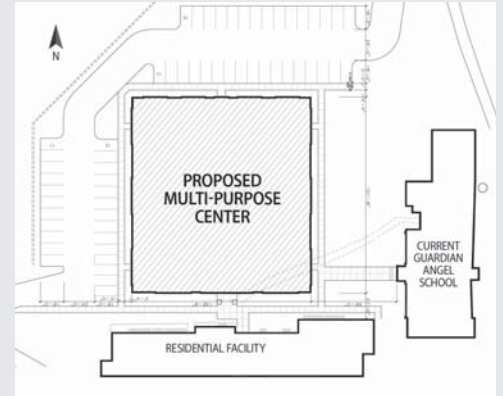 N
PROPOSED
MULTI-PURPOSE
CENTER
CURRENT
GUARDIAN
ANGEL
SCHOOL
RESIDENTIAL FACILITY